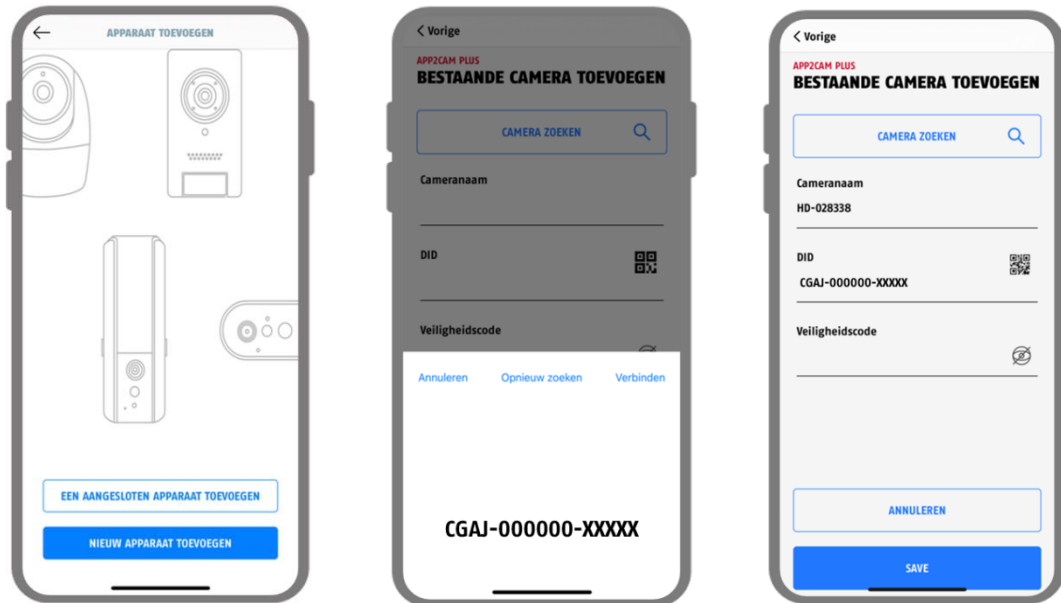 APPARAAT TOEVOEGEN
EEN AANGESLOTEN APPARAAT TOEVOEGEN
NIEUW APPARAAT TOEVOEGEN
Vorige
APP2CAM PLUS
BESTAANDE CAMERA TOEVOEGEN
CAMERA ZOEKEN
Cameranaam
DID
Veiligheidscode
Annuleren Opnieuw zoeken Verbinden
CGAJ-000000-XXXXX
Vorige
APP2CAM PLUS
BESTAANDE CAMERA TOEVOEGEN
CAMERA ZOEKEN
Cameranaam
HD-028338
DID
CGAJ-000000-XXXXX
Veiligheidscode
ANNULEREN
SAVE